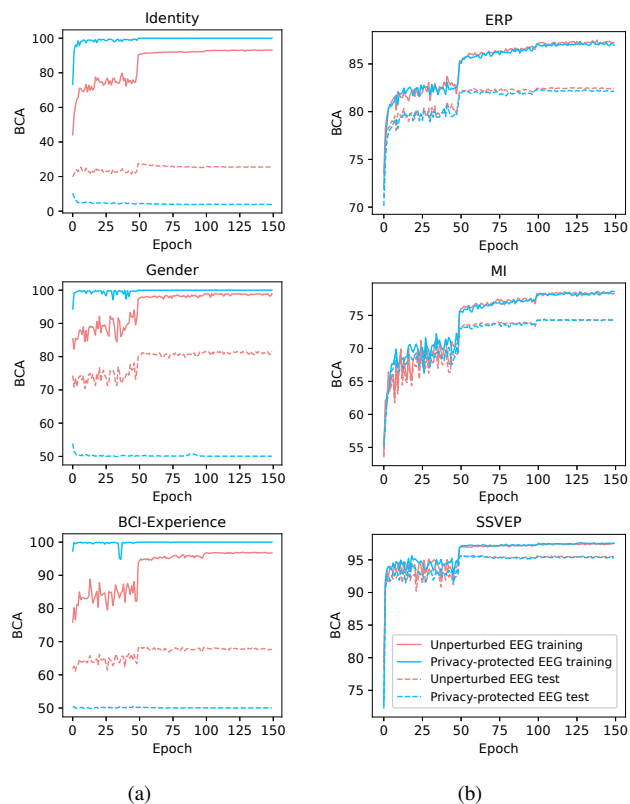 Identity
BCA
100
80
60
40
20
0
0 25 50 75 100 125 150
Epoch
ERP
BCA
85
80
75
70
0 25 50 75 100 125 150
Epoch
Gender
BCA
100
90
80
70
60
50
0 25 50 75 100 125 150
Epoch
MI
BCA
75
70
65
60
55
0 25 50 75 100 125 150
Epoch
BCI-Experience
BCA
100
90
80
70
60
50
0 25 50 75 100 125 150
Epoch
SSVEP
BCA
95
90
85
80
75
Unperturbed EEG training
Privacy-protected EEG training
Unperturbed EEG test
Privacy-protected EEG test
0 25 50 75 100 125 150
Epoch
(a)
(b)